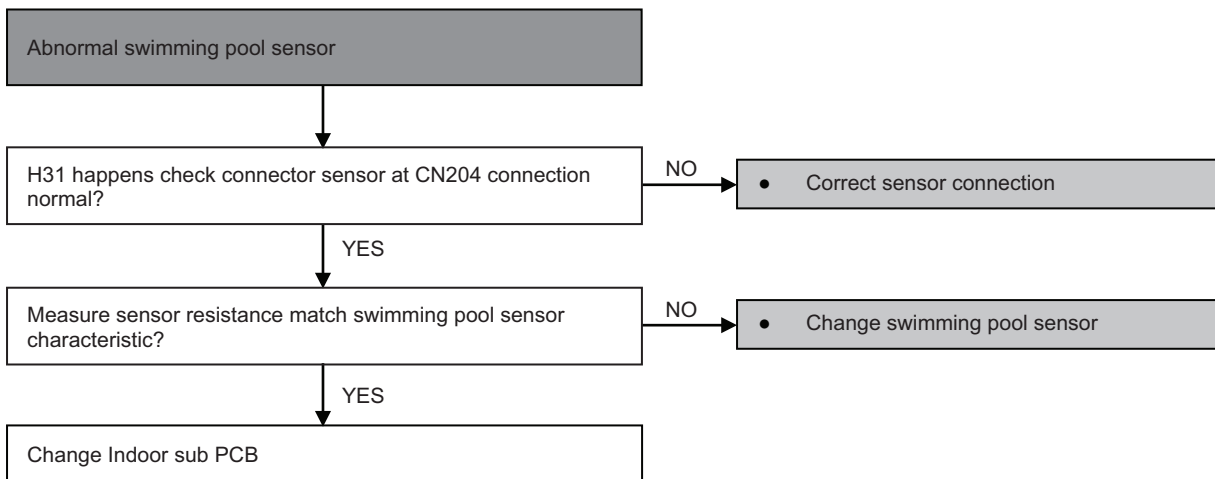 Abnormal swimming pool sensor
H31 happens check connector sensor at CN204 connection
normal?
NO
• Correct sensor connection
YES
Measure sensor resistance match swimming pool sensor
characteristic?
NO
• Change swimming pool sensor
YES
Change Indoor sub PCB